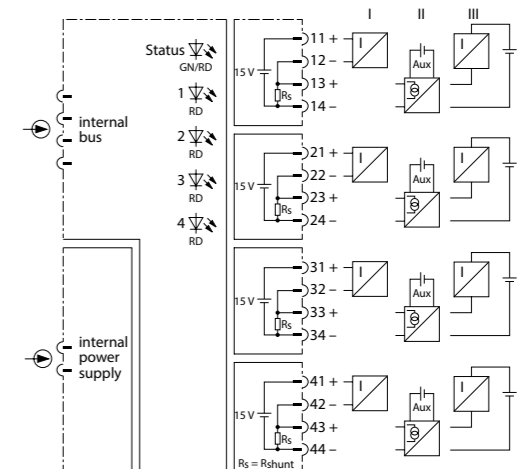 I II III
Status
GN/RD
1
RD
2
RD
3
RD
4
RD
internal
bus
internal
power
supply
15 V
11 +
12 –
13 +
14 –
Rs
Aux
I
I
15 V
21 +
22 –
23 +
24 –
Rs
Aux
I
I
15 V
31 +
32 –
33 +
34 –
Rs
Aux
I
I
15 V
41 +
42 –
43 +
44 –
Rs
Aux
I
I
Rs = Rshunt